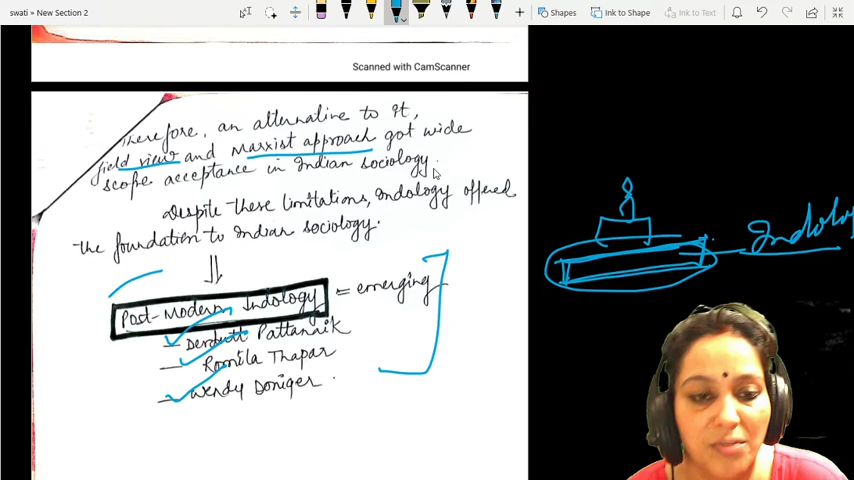 swati » New Section 2
Shapes
Ink to Shape
Ink to Text
Scanned with CamScanner
Therefore, an alternative to it,
field view and Marxist approach got wide
scope acceptance in Indian sociology.
Despite these limitations, Indology offered
the foundation to Indian sociology.
Indology
Post-Modern Indology = emerging
– Devdutt Pattanaik
– Romila Thapar
– Wendy Doniger.